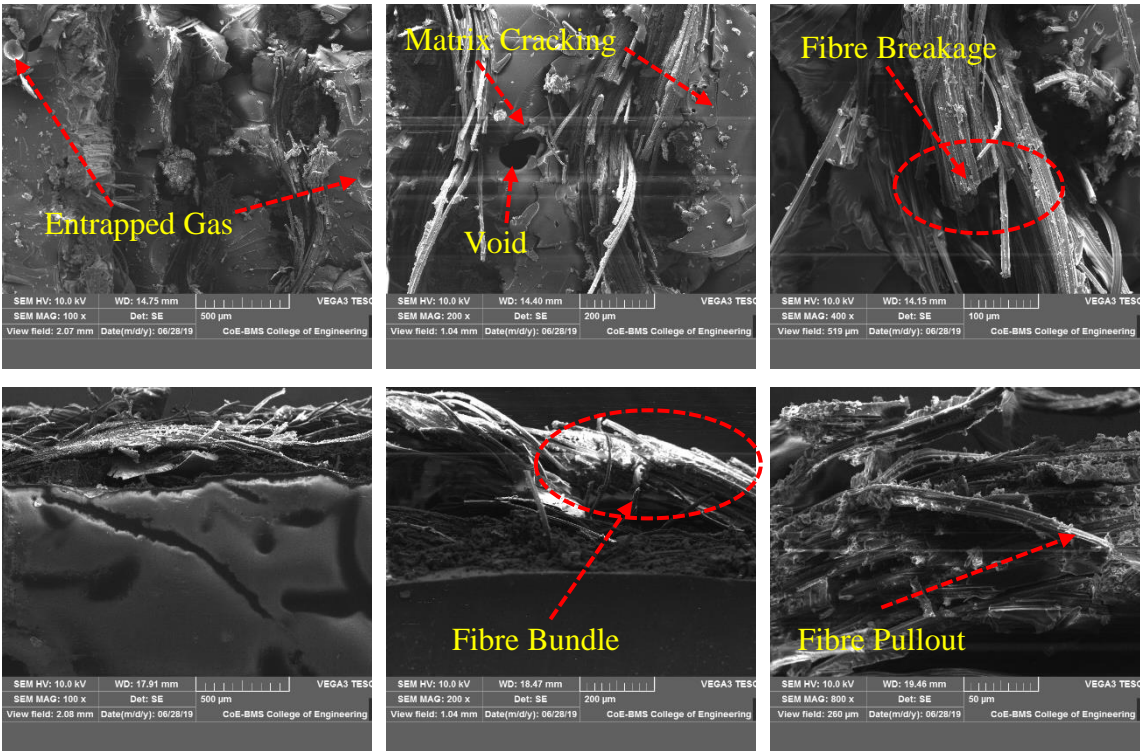 Entrapped Gas
SEM HV: 10.0 kV WD: 14.75 mm VEGA3 TESC
SEM MAG: 100 x Det: SE 500 µm
View field: 2.07 mm Date(m/d/y): 06/28/19 CoE-BMS College of Engineering
Matrix Cracking
Void
SEM HV: 10.0 kV WD: 14.40 mm VEGA3 TESC
SEM MAG: 200 x Det: SE 200 µm
View field: 1.04 mm Date(m/d/y): 06/28/19 CoE-BMS College of Engineering
Fibre Breakage
SEM HV: 10.0 kV WD: 14.15 mm VEGA3 TESC
SEM MAG: 400 x Det: SE 100 µm
View field: 519 µm Date(m/d/y): 06/28/19 CoE-BMS College of Engineering
SEM HV: 10.0 kV WD: 17.91 mm VEGA3 TESC
SEM MAG: 100 x Det: SE 500 µm
View field: 2.08 mm Date(m/d/y): 06/28/19 CoE-BMS College of Engineering
Fibre Bundle
SEM HV: 10.0 kV WD: 18.47 mm VEGA3 TESC
SEM MAG: 200 x Det: SE 200 µm
View field: 1.04 mm Date(m/d/y): 06/28/19 CoE-BMS College of Engineering
Fibre Pullout
SEM HV: 10.0 kV WD: 19.46 mm VEGA3 TESC
SEM MAG: 800 x Det: SE 50 µm
View field: 260 µm Date(m/d/y): 06/28/19 CoE-BMS College of Engineering